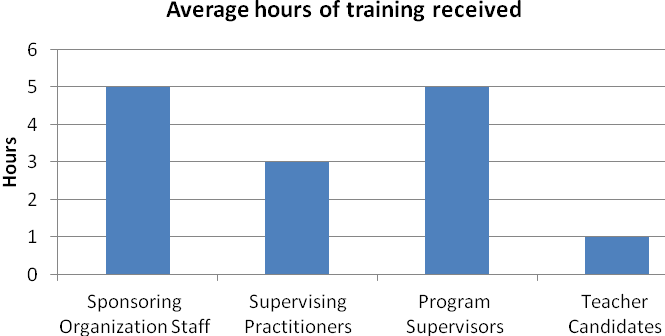 Average hours of training received
6
5
4
3
2
1
0
Hours
Sponsoring
Organization Staff
Supervising
Practitioners
Program
Supervisors
Teacher
Candidates